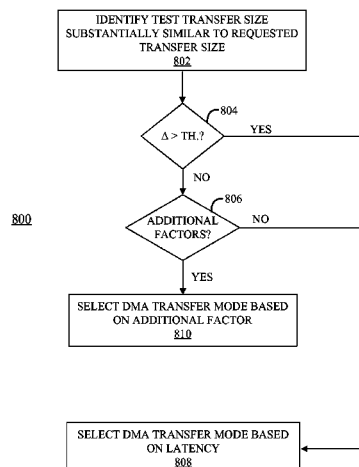 IDENTIFY TEST TRANSFER SIZE
SUBSTANTIALLY SIMILAR TO REQUESTED
TRANSFER SIZE
802
804
Δ > TH.?
YES
NO
806
800
ADDITIONAL
FACTORS?
NO
YES
SELECT DMA TRANSFER MODE BASED
ON ADDITIONAL FACTOR
810
SELECT DMA TRANSFER MODE BASED
ON LATENCY
808